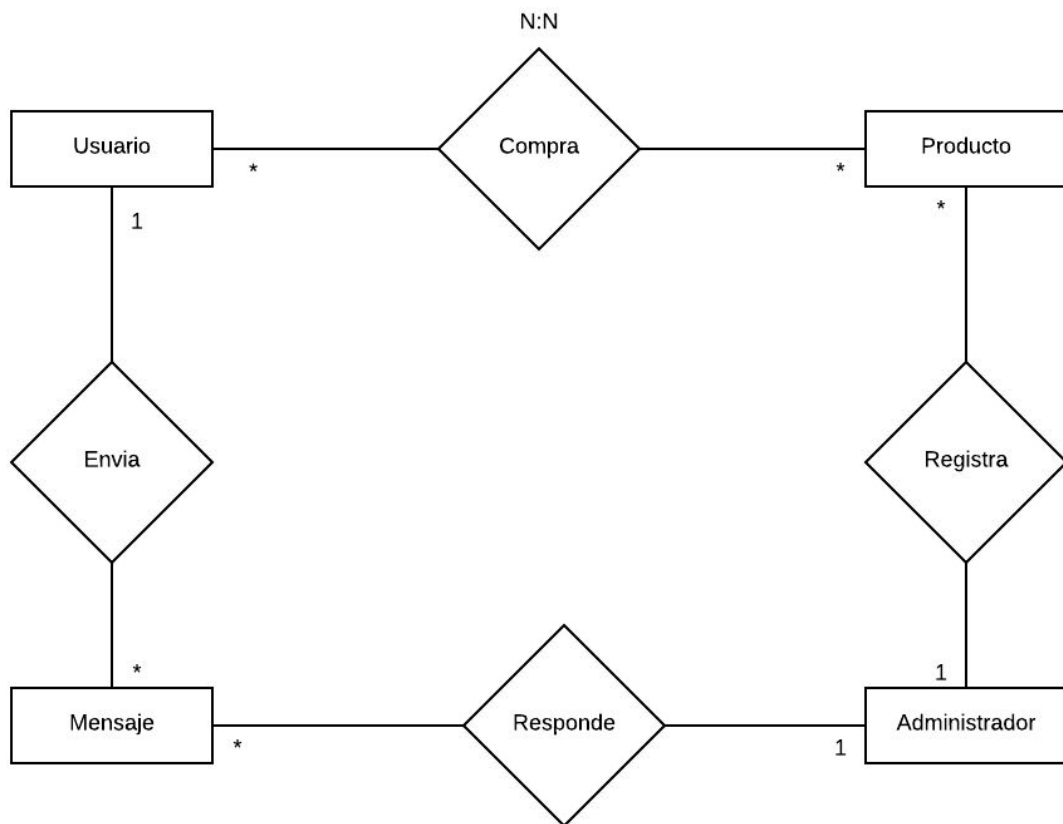 N:N
Usuario
Compra
Producto
*
*
1
*
Envia
Registra
*
1
Mensaje
Responde
Administrador
*
1